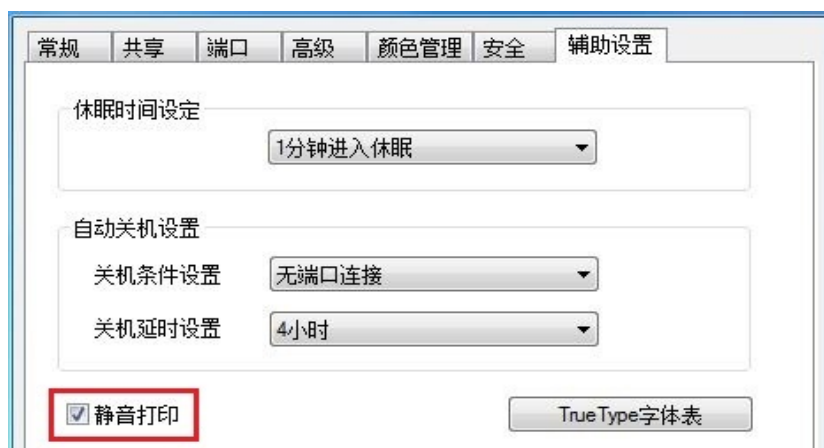 常规 共享 端口 高级 颜色管理 安全 辅助设置
休眠时间设定
1分钟进入休眠
自动关机设置
关机条件设置 无端口连接
关机延时设置 4小时
静音打印 TrueType字体表